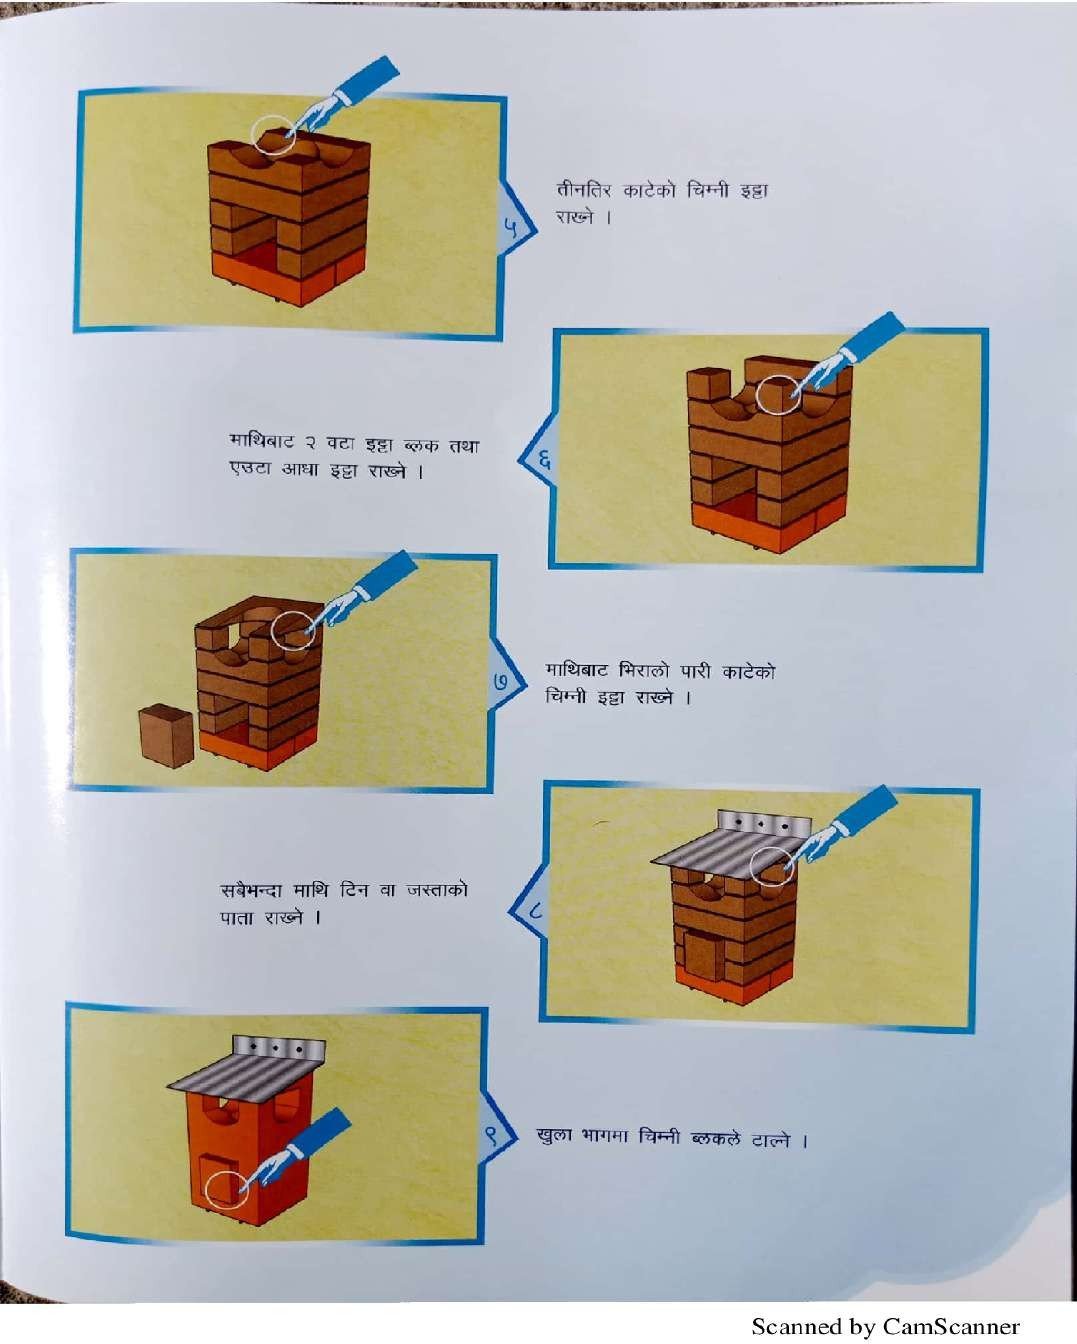 तीनतिर काटेको चिम्नी इट्टा
राख्ने ।
५
माथिबाट २ वटा इट्टा ब्लक तथा
एउटा आधा इट्टा राख्ने ।
६
माथिबाट भिरालो पारी काटेको
चिम्नी इट्टा राख्ने ।
७
सबैभन्दा माथि टिन वा जस्ताको
पाता राख्ने ।
८
खुला भागमा चिम्नी ब्लकले टाल्ने ।
९
Scanned by CamScanner